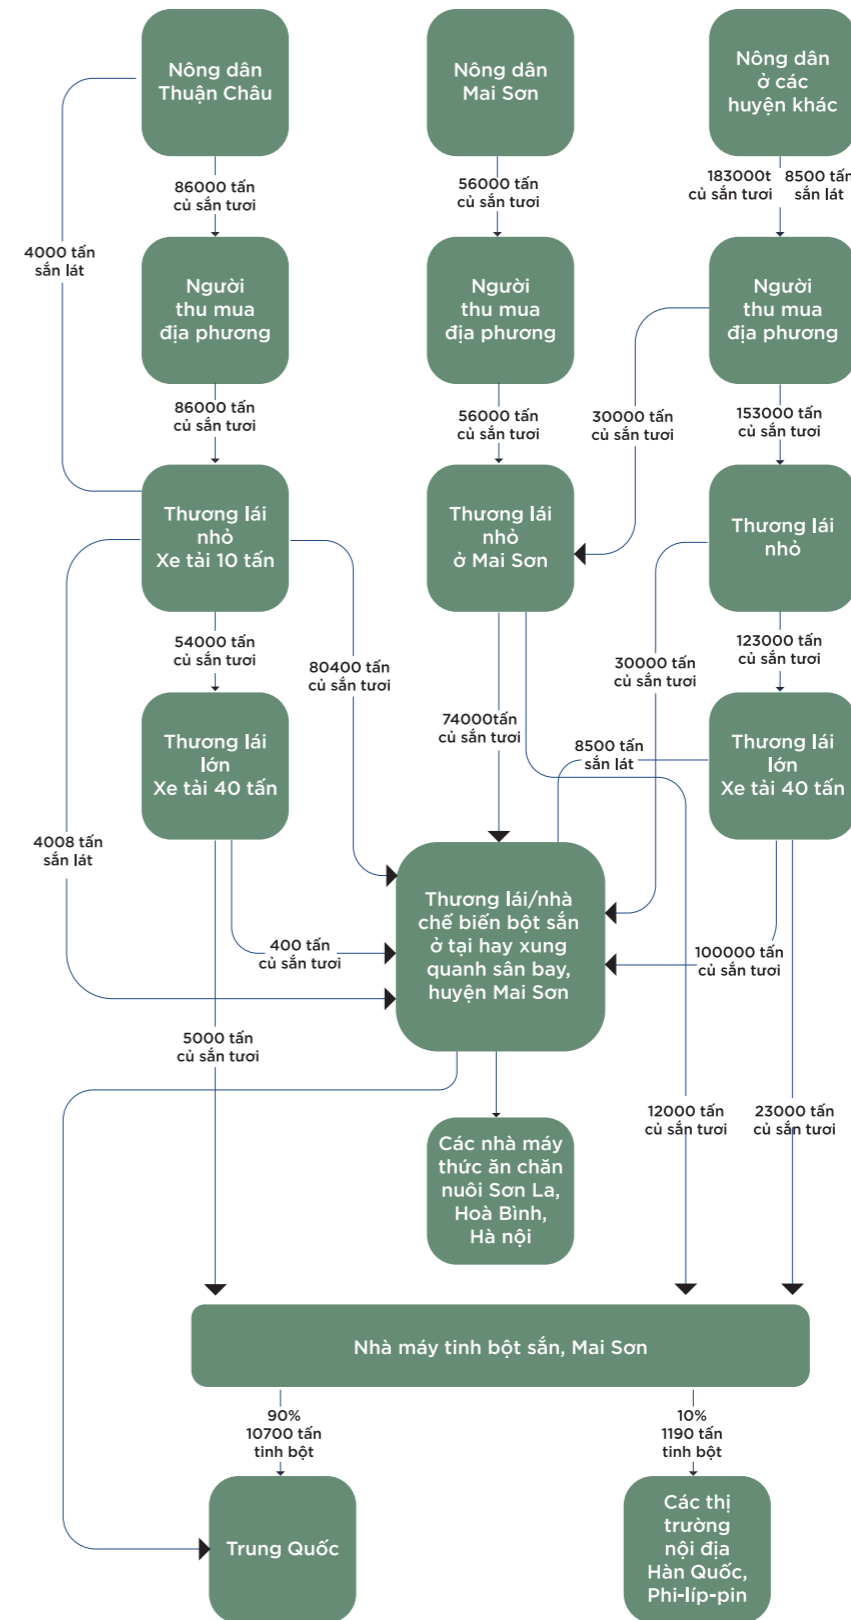 Nông dân
Thuận Châu
Nông dân
Mai Sơn
Nông dân
ở các
huyện khác
86000 tấn
củ sắn tươi
56000 tấn
củ sắn tươi
183000t
củ sắn tươi
8500 tấn
sắn lát
4000 tấn
sắn lát
Người
thu mua
địa phương
Người
thu mua
địa phương
Người
thu mua
địa phương
86000 tấn
củ sắn tươi
56000 tấn
củ sắn tươi
30000 tấn
củ sắn tươi
153000 tấn
củ sắn tươi
Thương lái
nhỏ
Xe tải 10 tấn
Thương lái
nhỏ
ở Mai Sơn
Thương lái
nhỏ
54000 tấn
củ sắn tươi
80400 tấn
củ sắn tươi
30000 tấn
củ sắn tươi
123000 tấn
củ sắn tươi
74000tấn
củ sắn tươi
8500 tấn
sắn lát
Thương lái
lớn
Xe tải 40 tấn
Thương lái
lớn
Xe tải 40 tấn
4008 tấn
sắn lát
Thương lái/nhà
chế biến bột sắn
ở tại hay xung
quanh sân bay,
huyện Mai Sơn
400 tấn
củ sắn tươi
100000 tấn
củ sắn tươi
5000 tấn
củ sắn tươi
12000 tấn
củ sắn tươi
23000 tấn
củ sắn tươi
Các nhà máy
thức ăn chăn
nuôi Sơn La,
Hoà Bình,
Hà nội
Nhà máy tinh bột sắn, Mai Sơn
90%
10700 tấn
tinh bột
10%
1190 tấn
tinh bột
Trung Quốc
Các thị
trường
nội địa
Hàn Quốc,
Phi-líp-pin